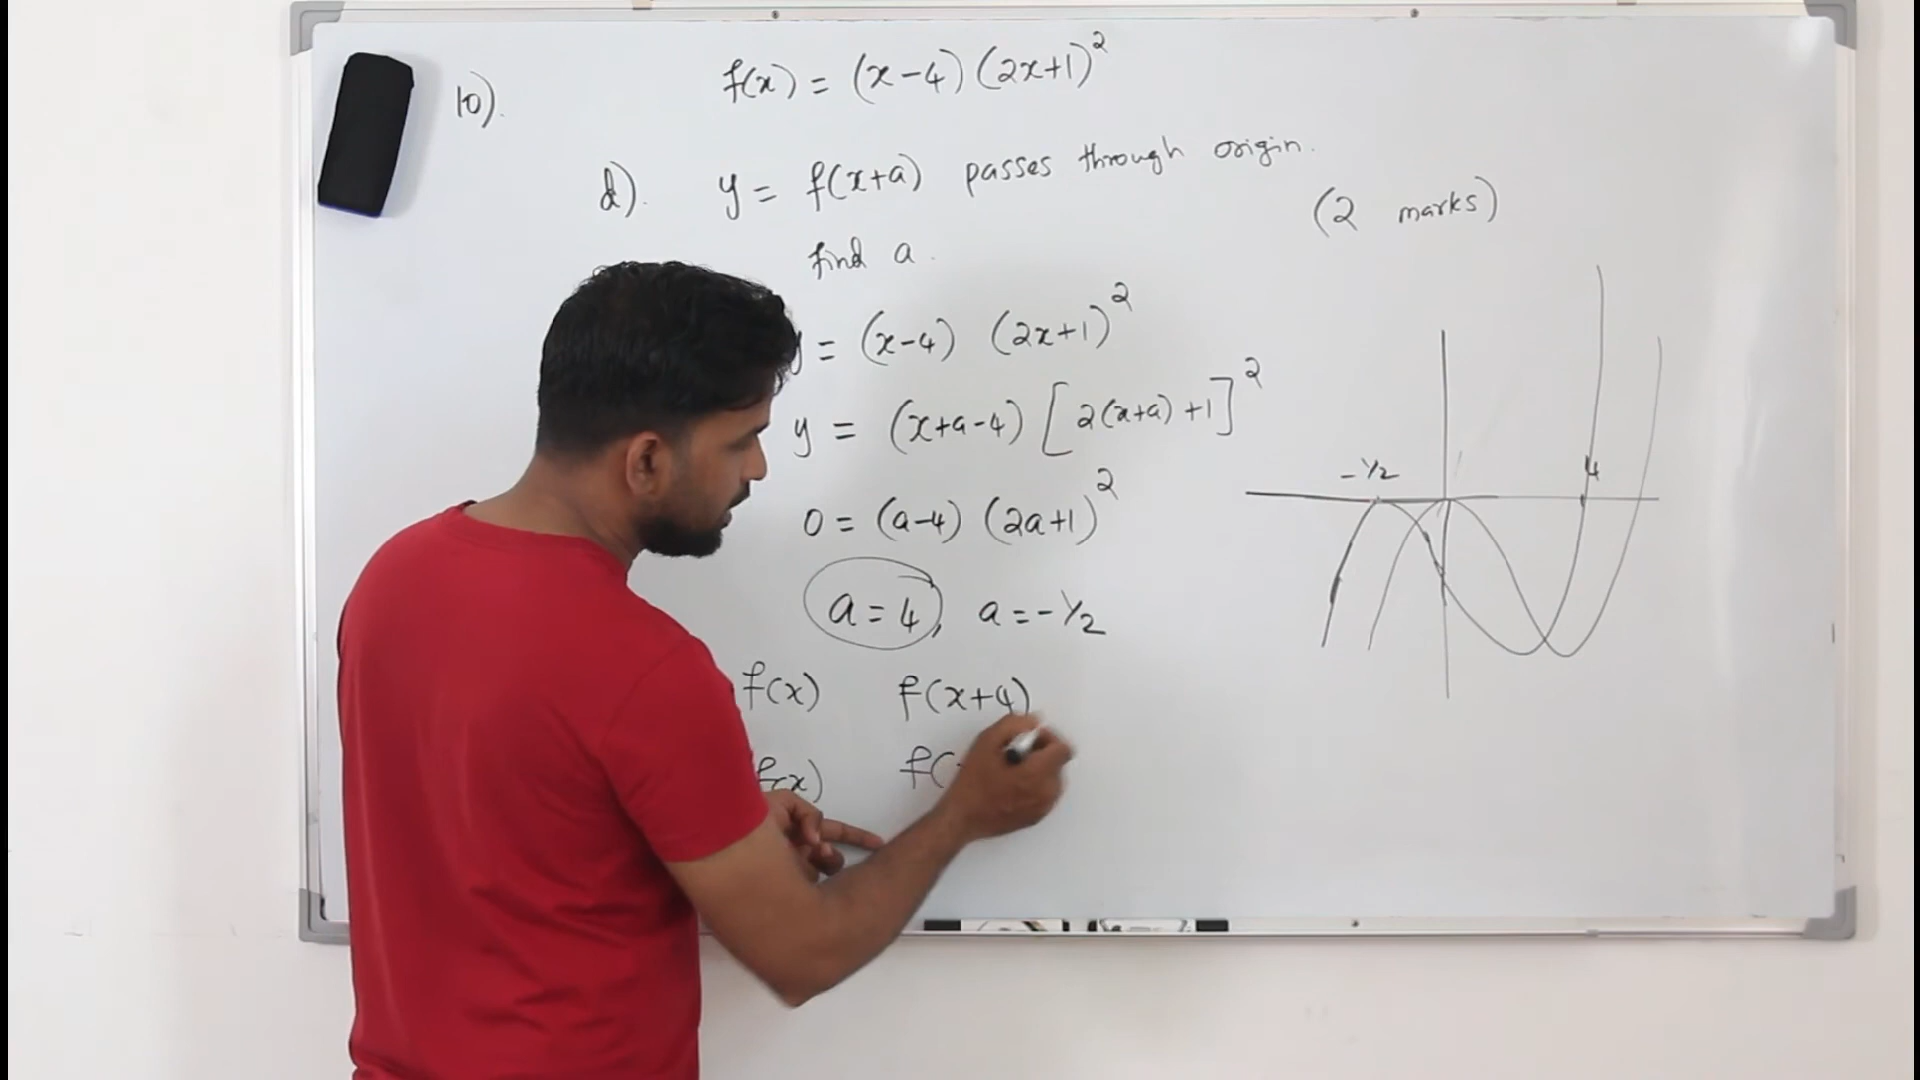 10).
f(x) = (x-4) (2x+1)²
d). y = f(x+a) passes through origin.
(2 marks)
find a.
y = (x-4) (2x+1)²
y = (x+a-4) [2(x+a)+1]²
0 = (a-4) (2a+1)²
a = 4, a = -1/2
f(x) f(x+4)
f(x) f(
-1/2
4